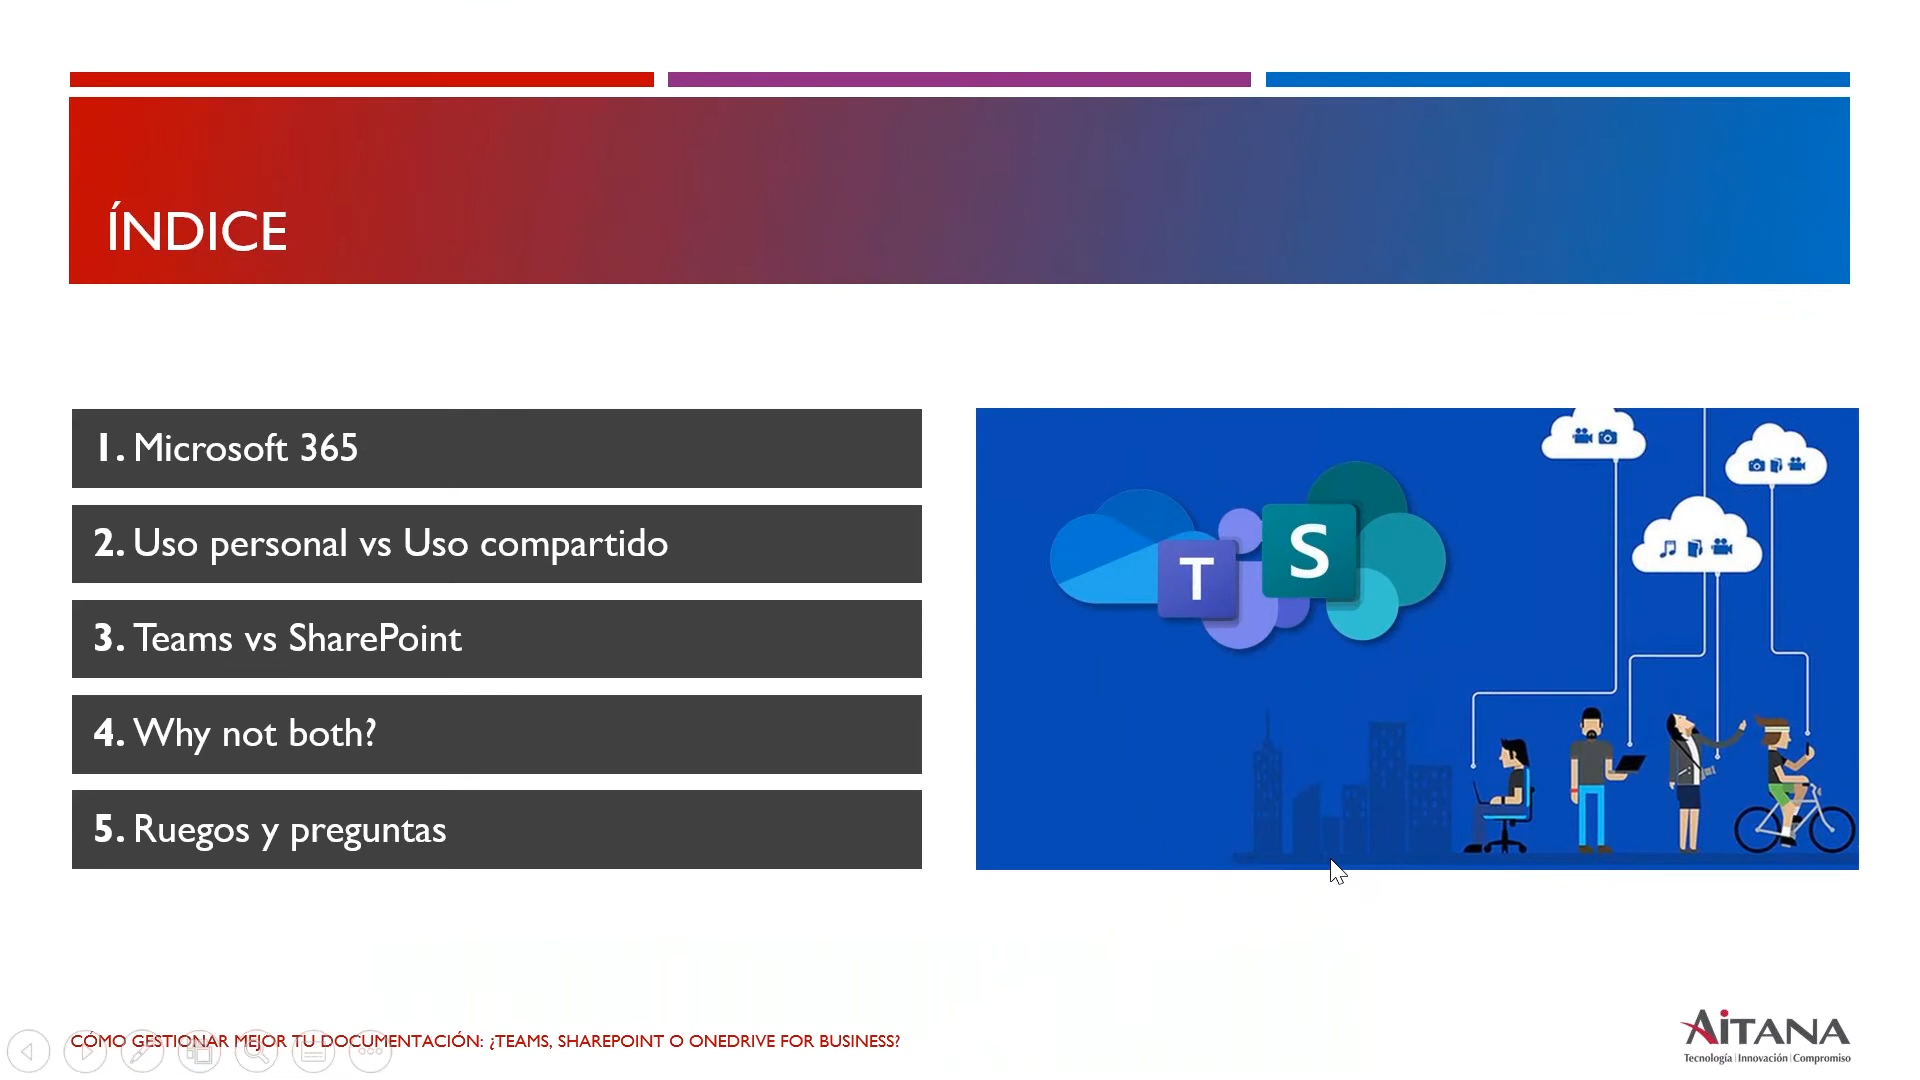 ÍNDICE
1. Microsoft 365
2. Uso personal vs Uso compartido
3. Teams vs SharePoint
4. Why not both?
5. Ruegos y preguntas
T
S
CÓMO GESTIONAR MEJOR TU DOCUMENTACIÓN: ¿TEAMS, SHAREPOINT O ONEDRIVE FOR BUSINESS?
AiTANA
Tecnología | Innovación | Compromiso